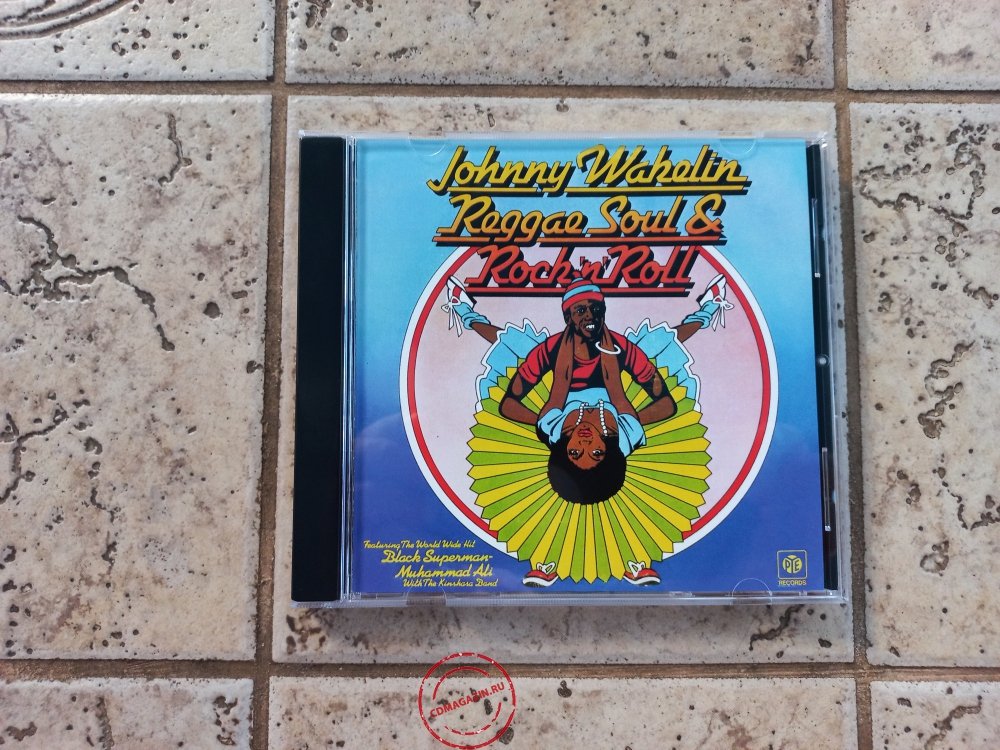 Johnny Wakelin
Reggae Soul &
Rock 'n' Roll
Featuring The World Wide Hit
Black Superman-
Muhammad Ali
With The Kinshasa Band
PYE
RECORDS
CDMAGAZIN.RU